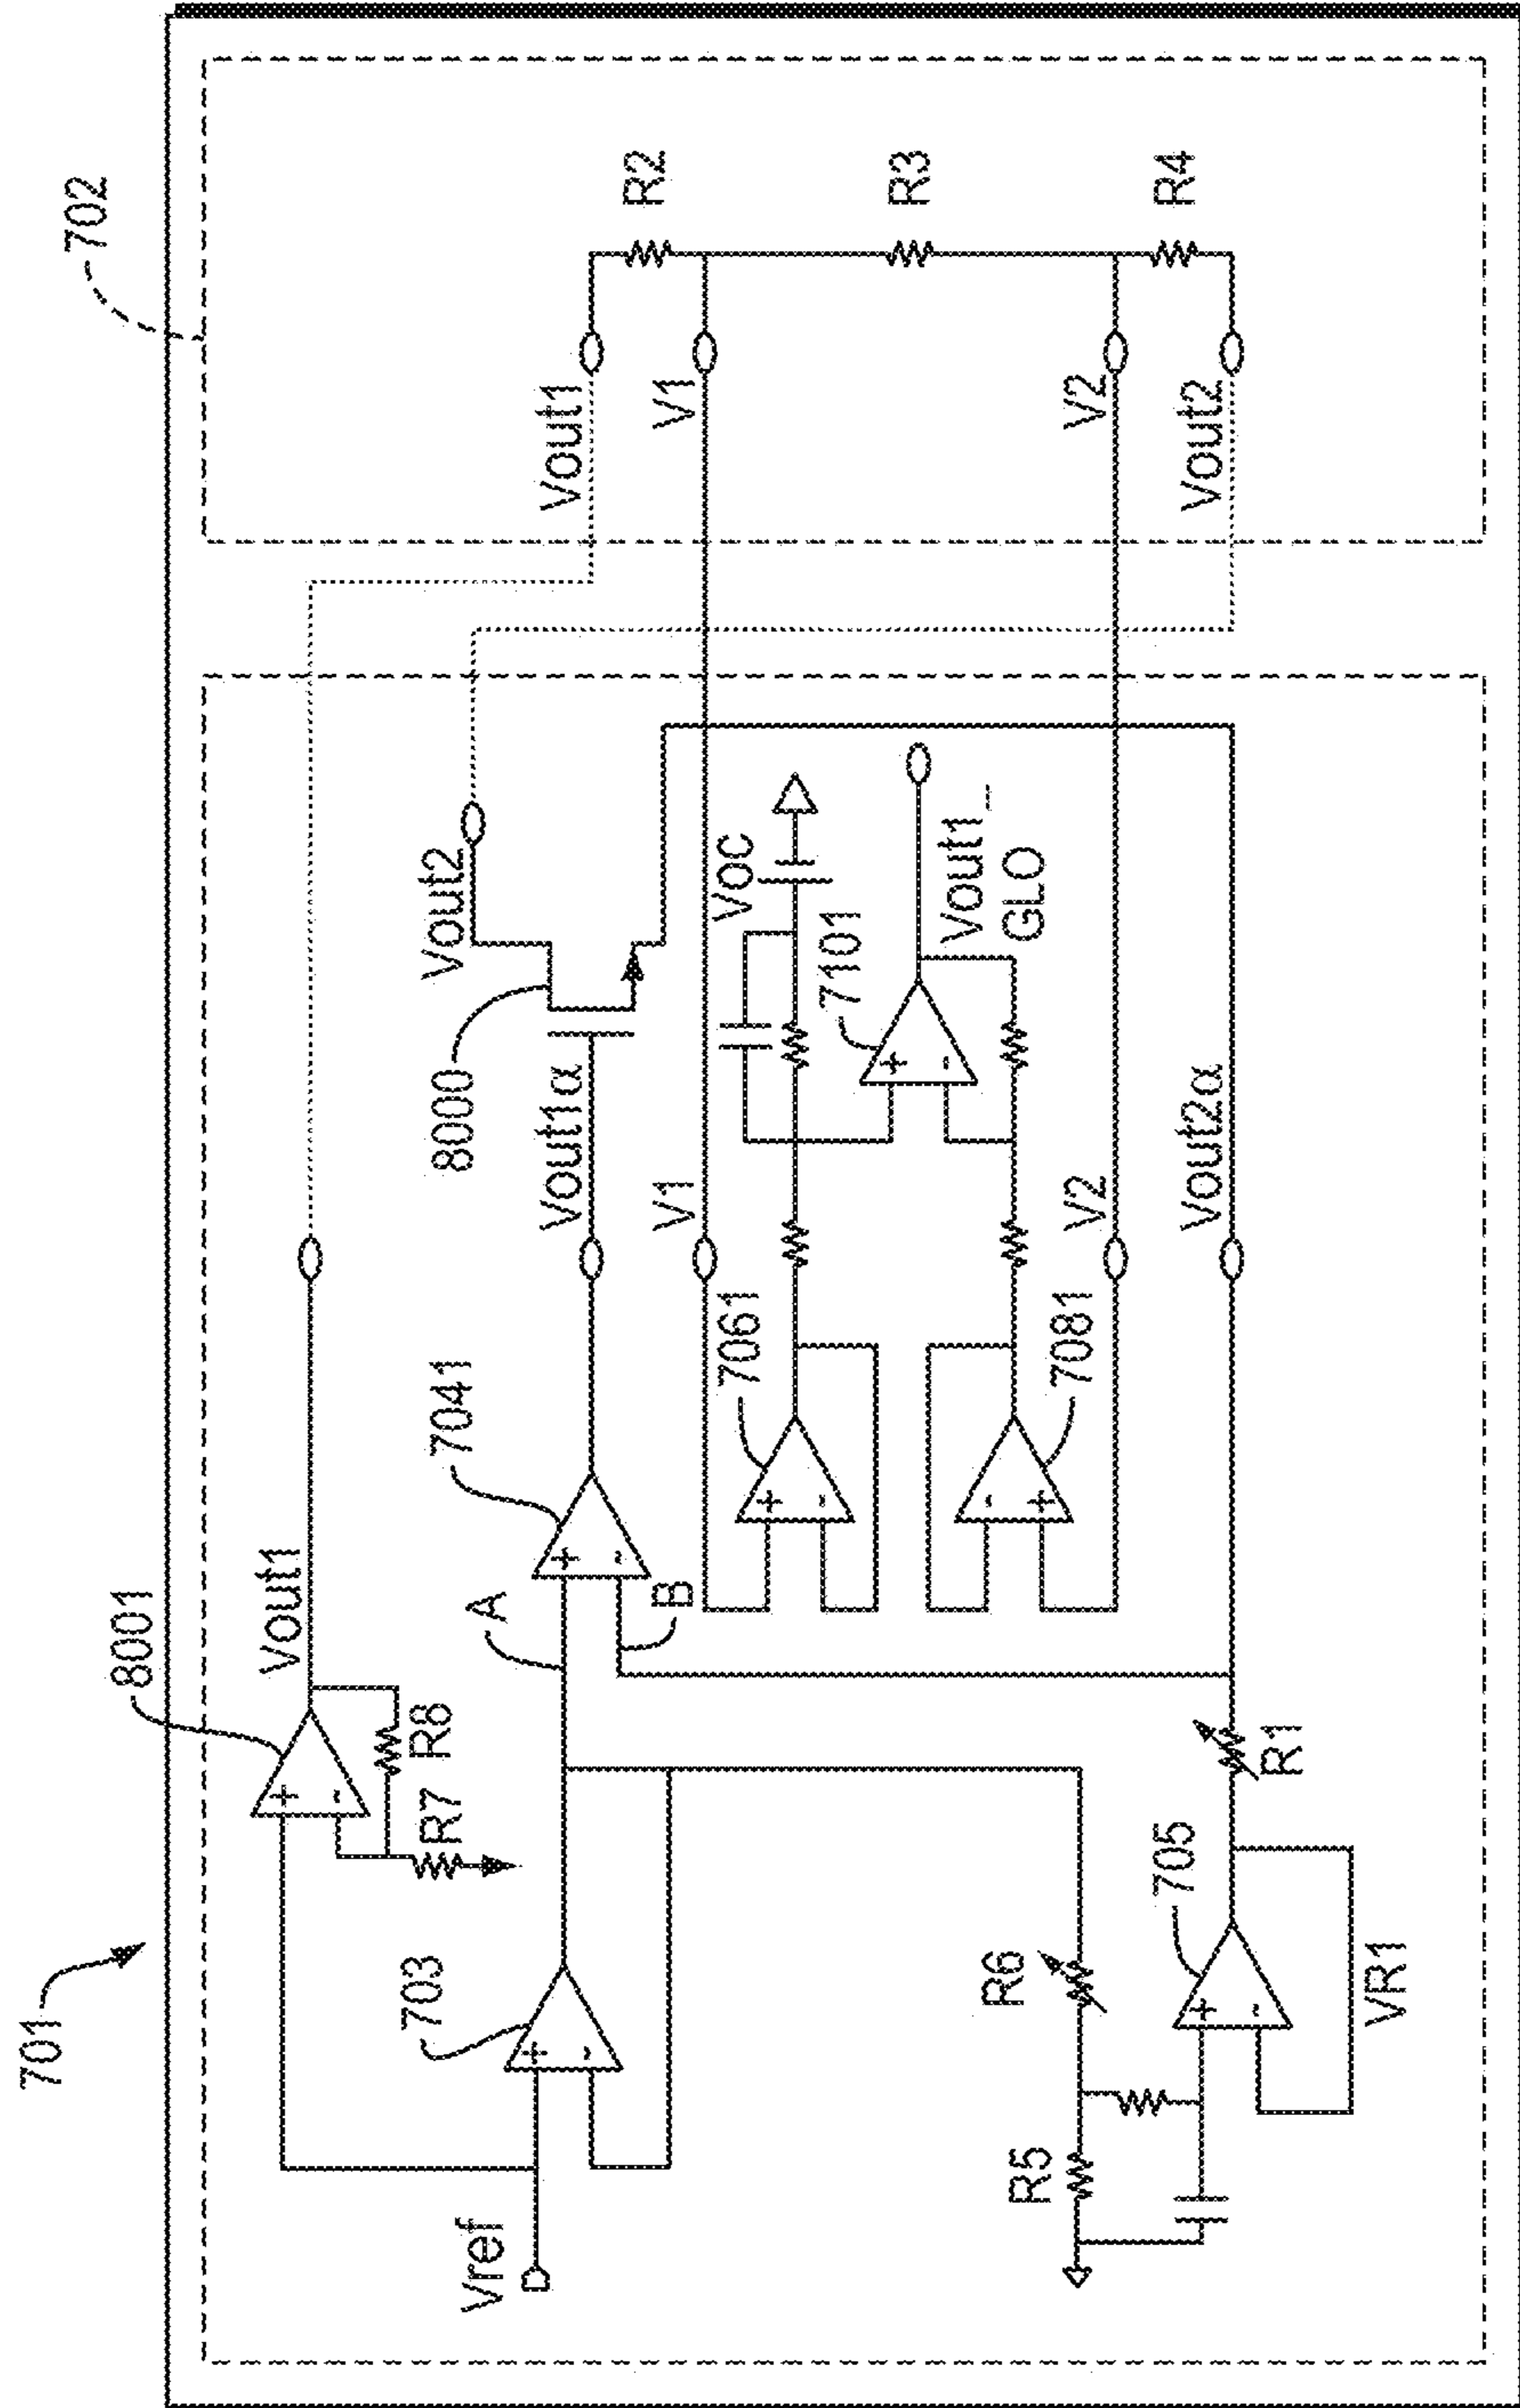 701
702
8001
Vout1
R8
R7
703
Vref
A
7041
B
Vout1α
8000
Vout2
Vout1
V1
V1
7061
Voc
7101
Vout1_
GLO
7081
V2
V2
Vout2α
Vout2
R2
R3
R4
R6
R5
705
VR1
R1
+
-
+
-
+
-
+
-
-
+
+
-
+
-